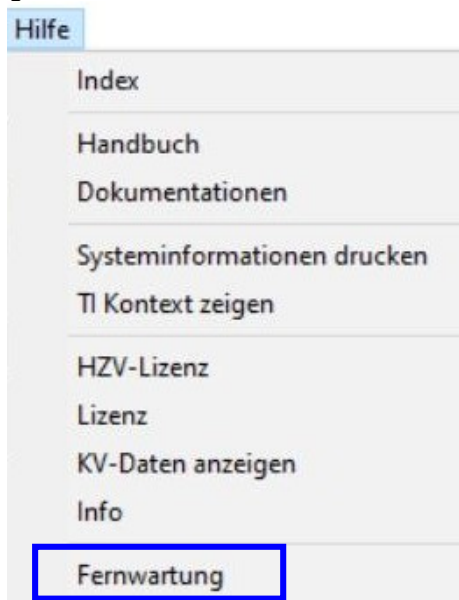 Hilfe
Index
Handbuch
Dokumentationen
Systeminformationen drucken
TI Kontext zeigen
HZV-Lizenz
Lizenz
KV-Daten anzeigen
Info
Fernwartung